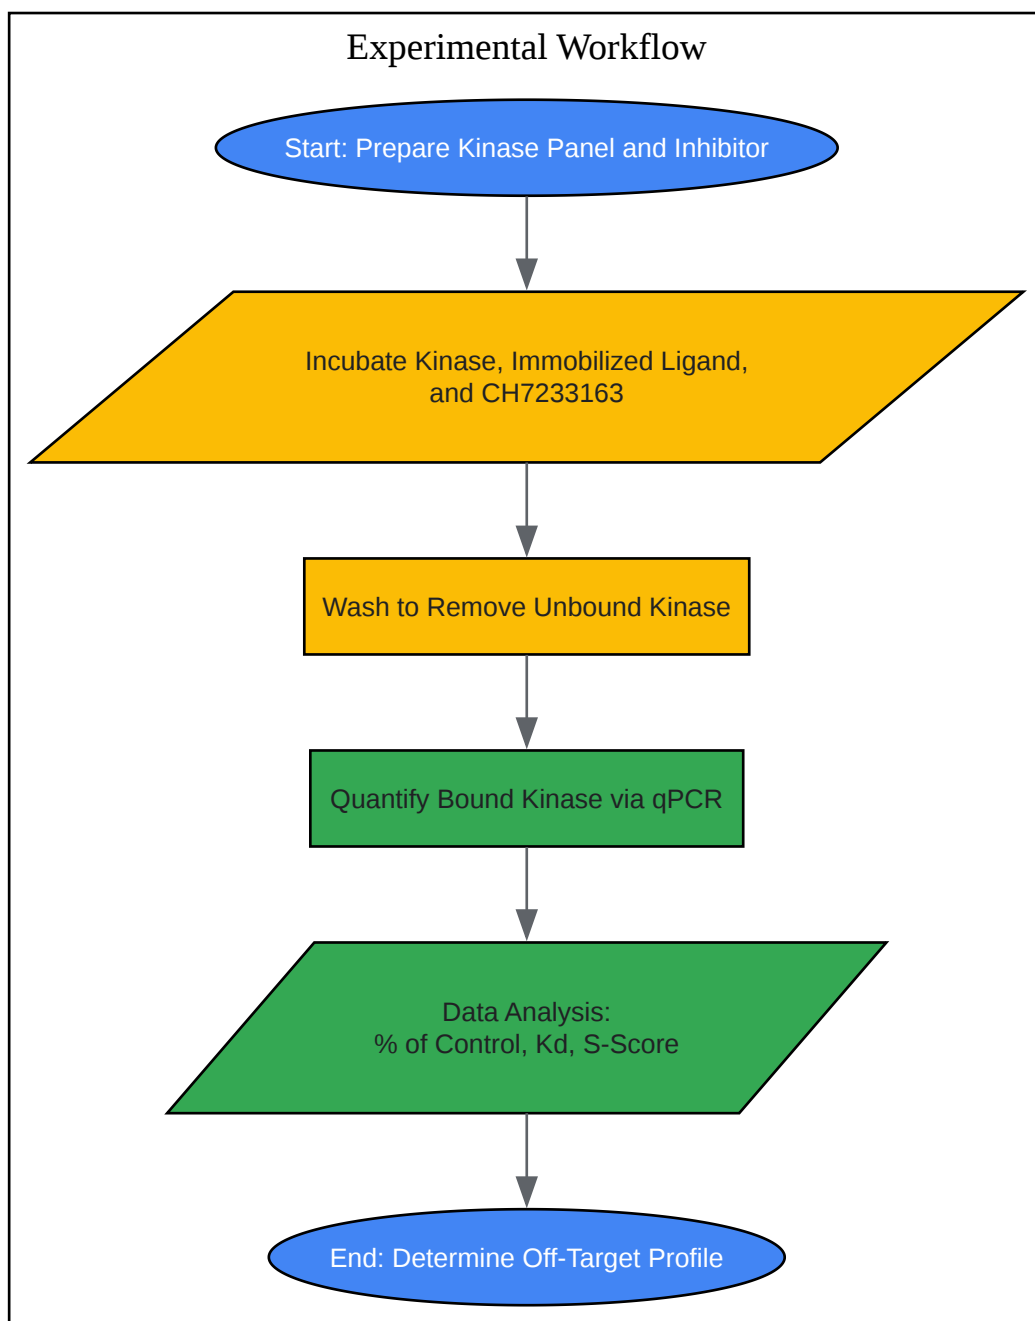 Experimental Workflow
Start: Prepare Kinase Panel and Inhibitor
Incubate Kinase, Immobilized Ligand,
and CH7233163
Wash to Remove Unbound Kinase
Quantify Bound Kinase via qPCR
Data Analysis:
% of Control, Kd, S-Score
End: Determine Off-Target Profile